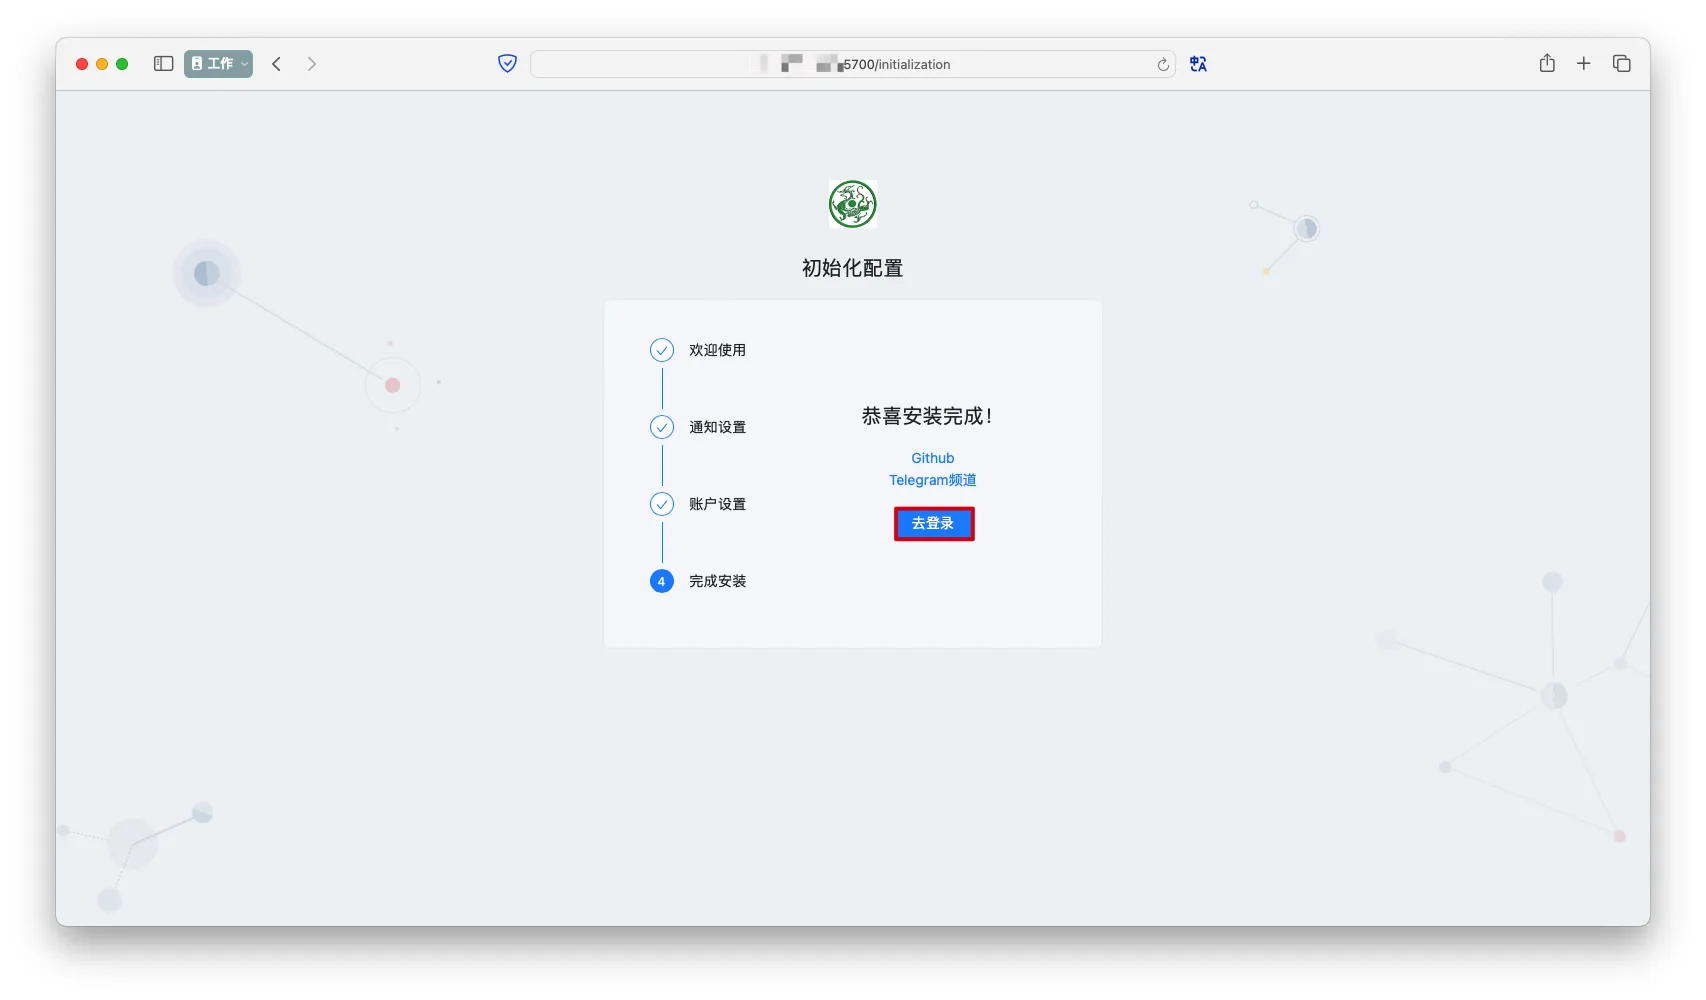 工作
5700/initialization
初始化配置
欢迎使用
通知设置
账户设置
4 完成安装
恭喜安装完成！
Github
Telegram频道
去登录